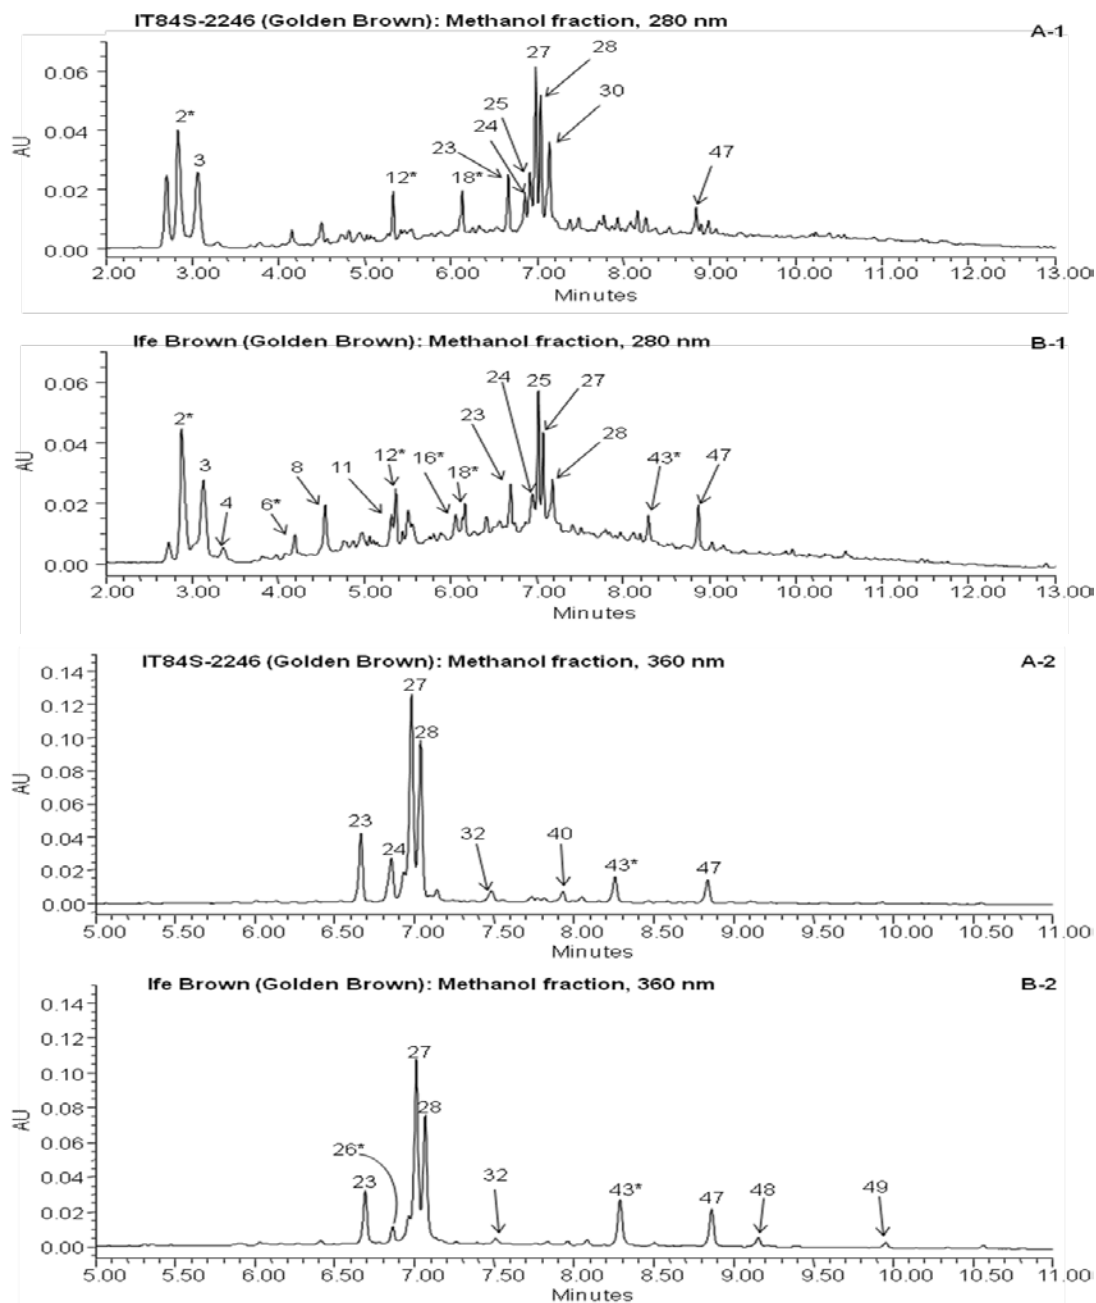 IT84S-2246 (Golden Brown): Methanol fraction, 280 nm
A-1
27
28
0.06
25
30
2*
24
0.04
AU
23
3
12*
18*
47
0.02
0.00
2.00 3.00 4.00 5.00 6.00 7.00 8.00 9.00 10.00 11.00 12.00 13.00
Minutes
Ife Brown (Golden Brown): Methanol fraction, 280 nm
B-1
0.06
24 25 27
2*
23
28
0.04
AU
3
8 11 12* 16* 18*
43* 47
4
6*
0.02
0.00
2.00 3.00 4.00 5.00 6.00 7.00 8.00 9.00 10.00 11.00 12.00 13.00
Minutes
IT84S-2246 (Golden Brown): Methanol fraction, 360 nm
A-2
0.14
27
0.12
28
0.10
0.08
AU
0.06
23
32 40
0.04
24
43* 47
0.02
0.00
5.00 5.50 6.00 6.50 7.00 7.50 8.00 8.50 9.00 9.50 10.00 10.50 11.00
Minutes
Ife Brown (Golden Brown): Methanol fraction, 360 nm
B-2
0.14
0.12
27
0.10
28
0.08
AU
0.06
26*
0.04
23
32
43* 47 48 49
0.02
0.00
5.00 5.50 6.00 6.50 7.00 7.50 8.00 8.50 9.00 9.50 10.00 10.50 11.00
Minutes